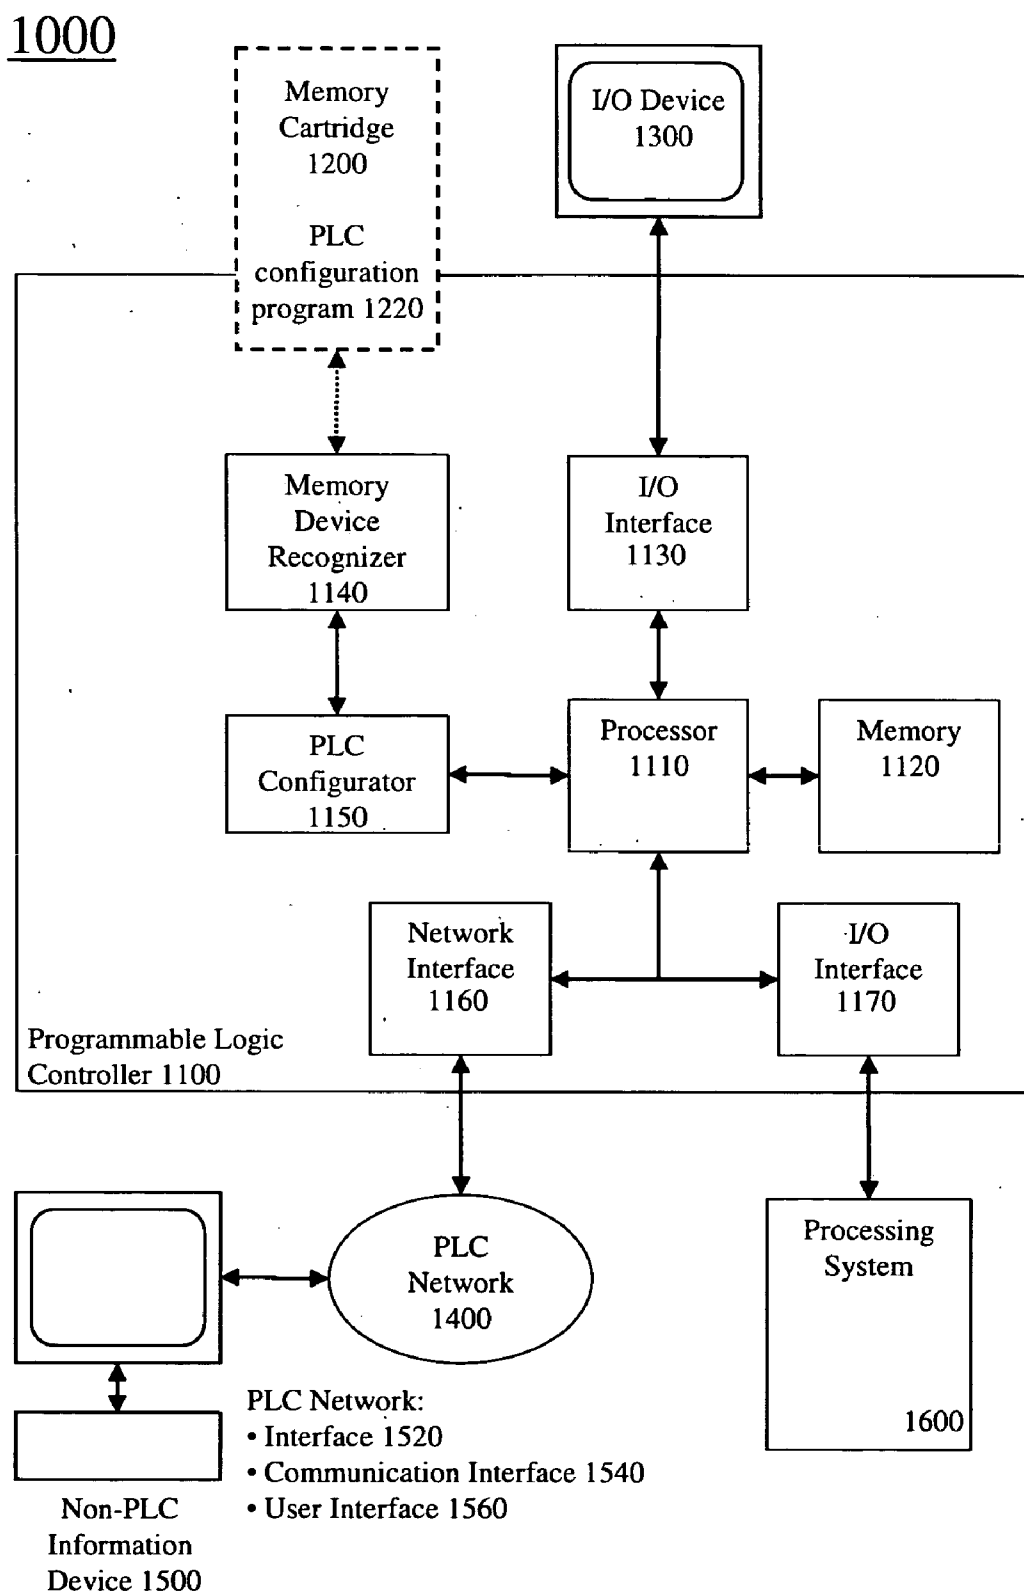 1000
Memory
Cartridge
1200
PLC
configuration
program 1220
I/O Device
1300
Memory
Device
Recognizer
1140
I/O
Interface
1130
PLC
Configurator
1150
Processor
1110
Memory
1120
Network
Interface
1160
I/O
Interface
1170
Programmable Logic
Controller 1100
PLC
Network
1400
Processing
System
1600
PLC Network:
• Interface 1520
• Communication Interface 1540
• User Interface 1560
Non-PLC
Information
Device 1500